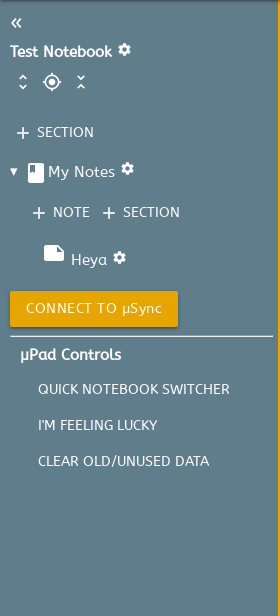 Test Notebook
SECTION
My Notes
NOTE SECTION
Heya
CONNECT TO µSync
µPad Controls
QUICK NOTEBOOK SWITCHER
I'M FEELING LUCKY
CLEAR OLD/UNUSED DATA